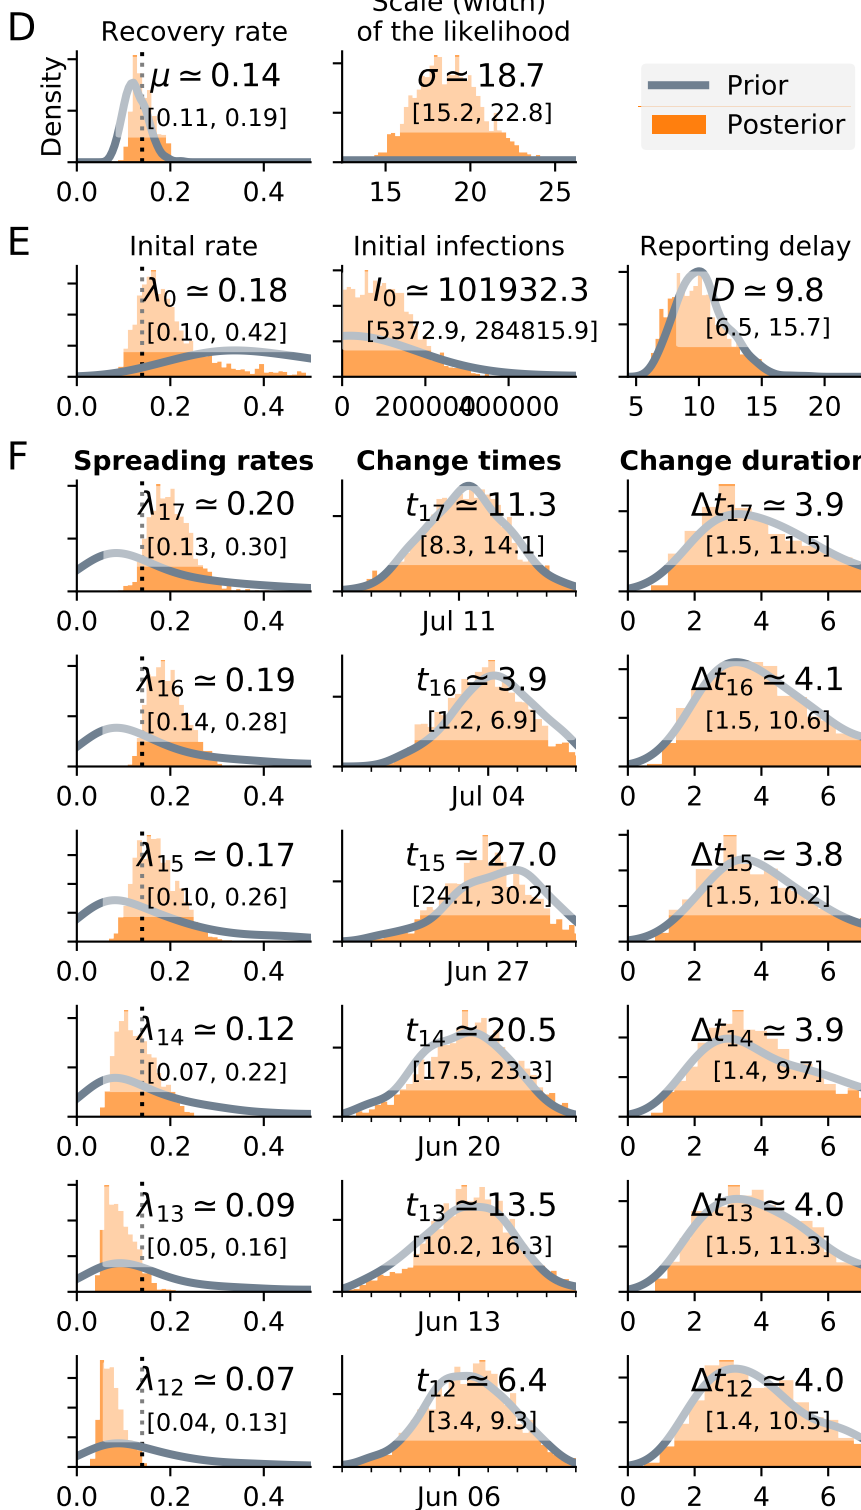 D
Recovery rate
Scale (width)
of the likelihood
Density
μ ≃ 0.14
[0.11, 0.19]
σ ≃ 18.7
[15.2, 22.8]
Prior
Posterior
0.0 0.2 0.4
15 20 25
E
Inital rate
Initial infections
Reporting delay
λ0 ≃ 0.18
[0.10, 0.42]
I0 ≃ 101932.3
[5372.9, 284815.9]
D ≃ 9.8
[6.5, 15.7]
0.0 0.2 0.4
0 200000 400000
5 10 15 20
F
Spreading rates
Change times
Change duration
λ17 ≃ 0.20
[0.13, 0.30]
t17 ≃ 11.3
[8.3, 14.1]
Δt17 ≃ 3.9
[1.5, 11.5]
0.0 0.2 0.4
Jul 11
0 2 4 6
λ16 ≃ 0.19
[0.14, 0.28]
t16 ≃ 3.9
[1.2, 6.9]
Δt16 ≃ 4.1
[1.5, 10.6]
0.0 0.2 0.4
Jul 04
0 2 4 6
λ15 ≃ 0.17
[0.10, 0.26]
t15 ≃ 27.0
[24.1, 30.2]
Δt15 ≃ 3.8
[1.5, 10.2]
0.0 0.2 0.4
Jun 27
0 2 4 6
λ14 ≃ 0.12
[0.07, 0.22]
t14 ≃ 20.5
[17.5, 23.3]
Δt14 ≃ 3.9
[1.4, 9.7]
0.0 0.2 0.4
Jun 20
0 2 4 6
λ13 ≃ 0.09
[0.05, 0.16]
t13 ≃ 13.5
[10.2, 16.3]
Δt13 ≃ 4.0
[1.5, 11.3]
0.0 0.2 0.4
Jun 13
0 2 4 6
λ12 ≃ 0.07
[0.04, 0.13]
t12 ≃ 6.4
[3.4, 9.3]
Δt12 ≃ 4.0
[1.4, 10.5]
0.0 0.2 0.4
Jun 06
0 2 4 6